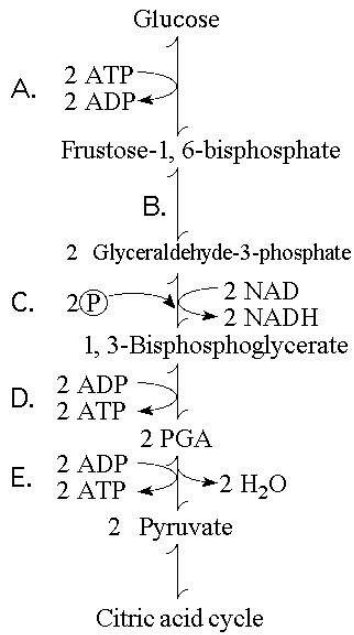 Glucose
A.
2 ATP
2 ADP
Frustose-1, 6-bisphosphate
B.
2 Glyceraldehyde-3-phosphate
C.
2 P
2 NAD
2 NADH
1, 3-Bisphosphoglycerate
D.
2 ADP
2 ATP
2 PGA
E.
2 ADP
2 ATP
2 H₂O
2 Pyruvate
Citric acid cycle